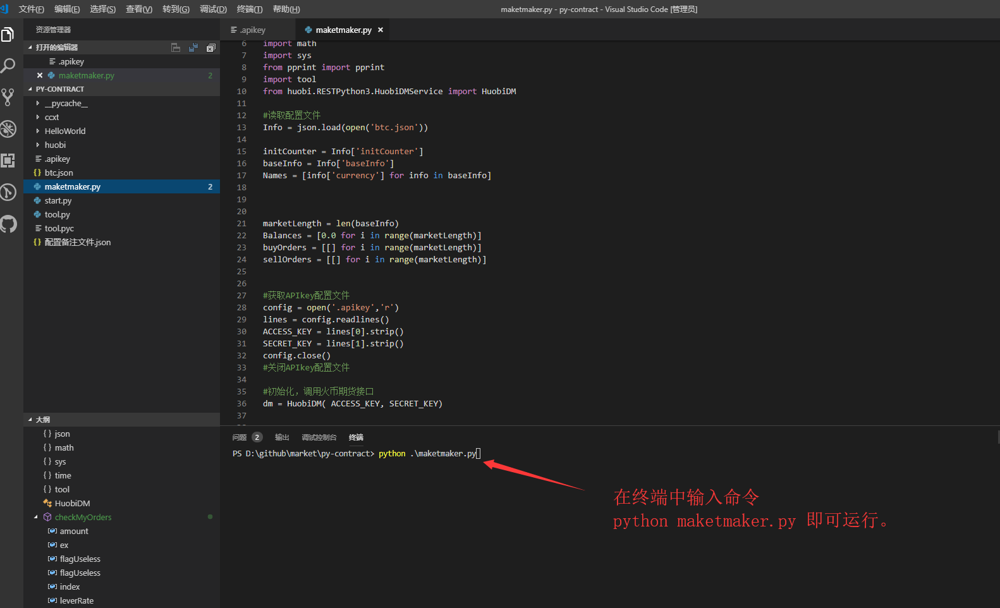 文件(F) 编辑(E) 选择(S) 查看(V) 转到(G) 调试(D) 终端(T) 帮助(H) maketmaker.py - py-contract - Visual Studio Code [管理员]
资源管理器
打开的编辑器
.apikey
maketmaker.py 2
PY-CONTRACT
__pycache__
ccxt
HelloWorld
huobi
.apikey
btc.json
maketmaker.py 2
start.py
tool.py
tool.pyc
配置备注文件.json
大纲
json
math
sys
time
tool
HuobiDM
checkMyOrders
amount
ex
flagUseless
flagUseless
index
leverRate
.apikey maketmaker.py
6 import math
7 import sys
8 from pprint import pprint
9 import tool
10 from huobi.RESTPython3.HuobiDMService import HuobiDM
11
12 #读取配置文件
13 Info = json.load(open('btc.json'))
14
15 initCounter = Info['initCounter']
16 baseInfo = Info['baseInfo']
17 Names = [info['currency'] for info in baseInfo]
18
19
20
21 marketLength = len(baseInfo)
22 Balances = [0.0 for i in range(marketLength)]
23 buyOrders = [[] for i in range(marketLength)]
24 sellOrders = [[] for i in range(marketLength)]
25
26
27 #获取APIkey配置文件
28 config = open('.apikey','r')
29 lines = config.readlines()
30 ACCESS_KEY = lines[0].strip()
31 SECRET_KEY = lines[1].strip()
32 config.close()
33 #关闭APIkey配置文件
34
35 #初始化，调用火币期货接口
36 dm = HuobiDM( ACCESS_KEY, SECRET_KEY)
37
问题 2 输出 调试控制台 终端
PS D:\github\market\py-contract> python .\maketmaker.py
在终端中输入命令
python maketmaker.py 即可运行。